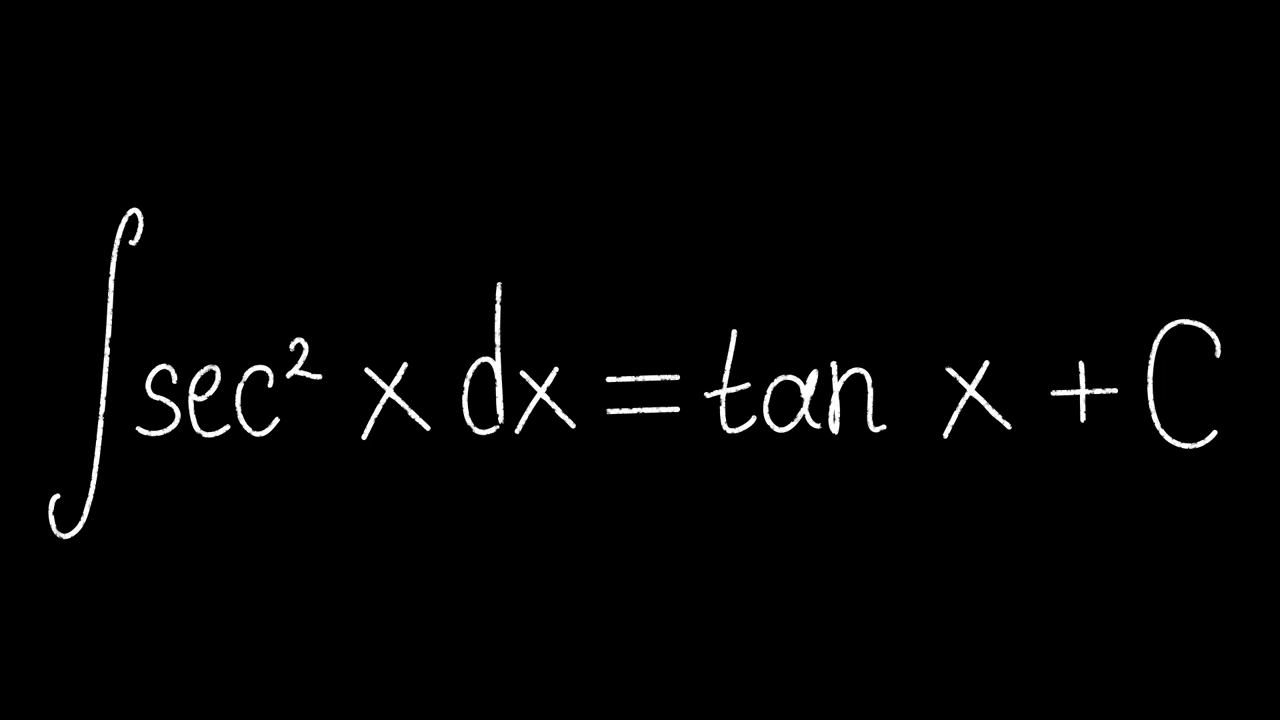 ∫sec² x dx = tan x + C